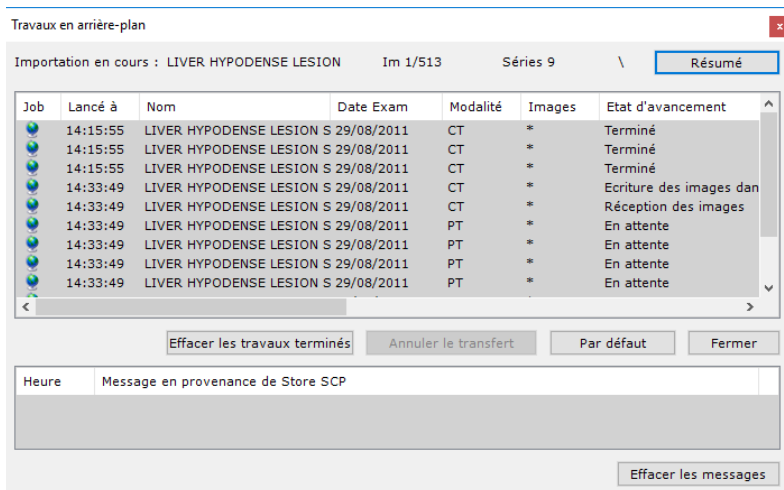 Travaux en arrière-plan x
Importation en cours : LIVER HYPODENSE LESION Im 1/513 Séries 9 \ Résumé
Job Lancé à Nom Date Exam Modalité Images Etat d'avancement
14:15:55 LIVER HYPODENSE LESION S 29/08/2011 CT * Terminé
14:15:55 LIVER HYPODENSE LESION S 29/08/2011 CT * Terminé
14:15:55 LIVER HYPODENSE LESION S 29/08/2011 CT * Terminé
14:33:49 LIVER HYPODENSE LESION S 29/08/2011 CT * Ecriture des images dan
14:33:49 LIVER HYPODENSE LESION S 29/08/2011 CT * Réception des images
14:33:49 LIVER HYPODENSE LESION S 29/08/2011 PT * En attente
14:33:49 LIVER HYPODENSE LESION S 29/08/2011 PT * En attente
14:33:49 LIVER HYPODENSE LESION S 29/08/2011 PT * En attente
14:33:49 LIVER HYPODENSE LESION S 29/08/2011 PT * En attente
Effacer les travaux terminés Annuler le transfert Par défaut Fermer
Heure Message en provenance de Store SCP
Effacer les messages